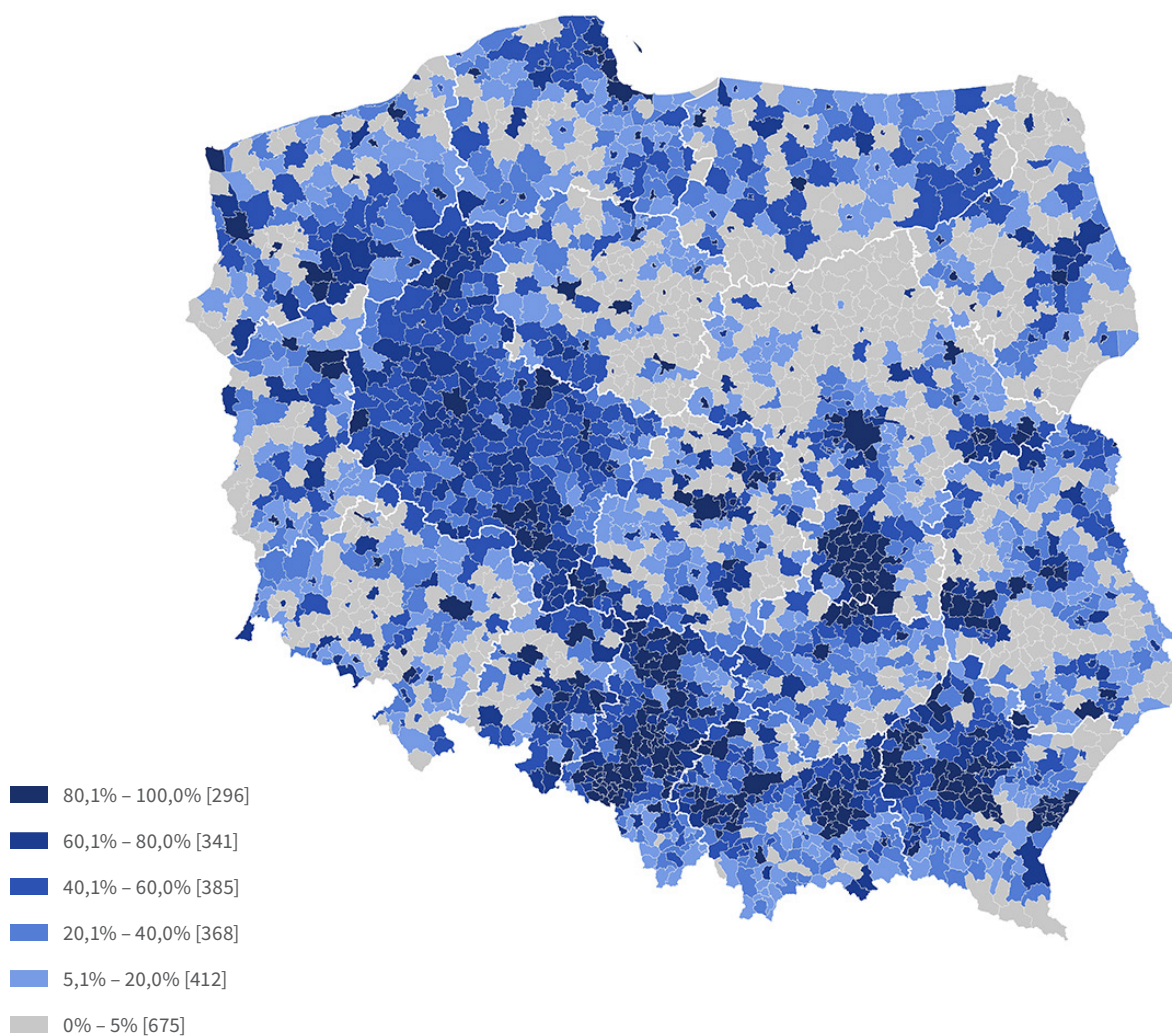 80,1% – 100,0% [296]
60,1% – 80,0% [341]
40,1% – 60,0% [385]
20,1% – 40,0% [368]
5,1% – 20,0% [412]
0% – 5% [675]